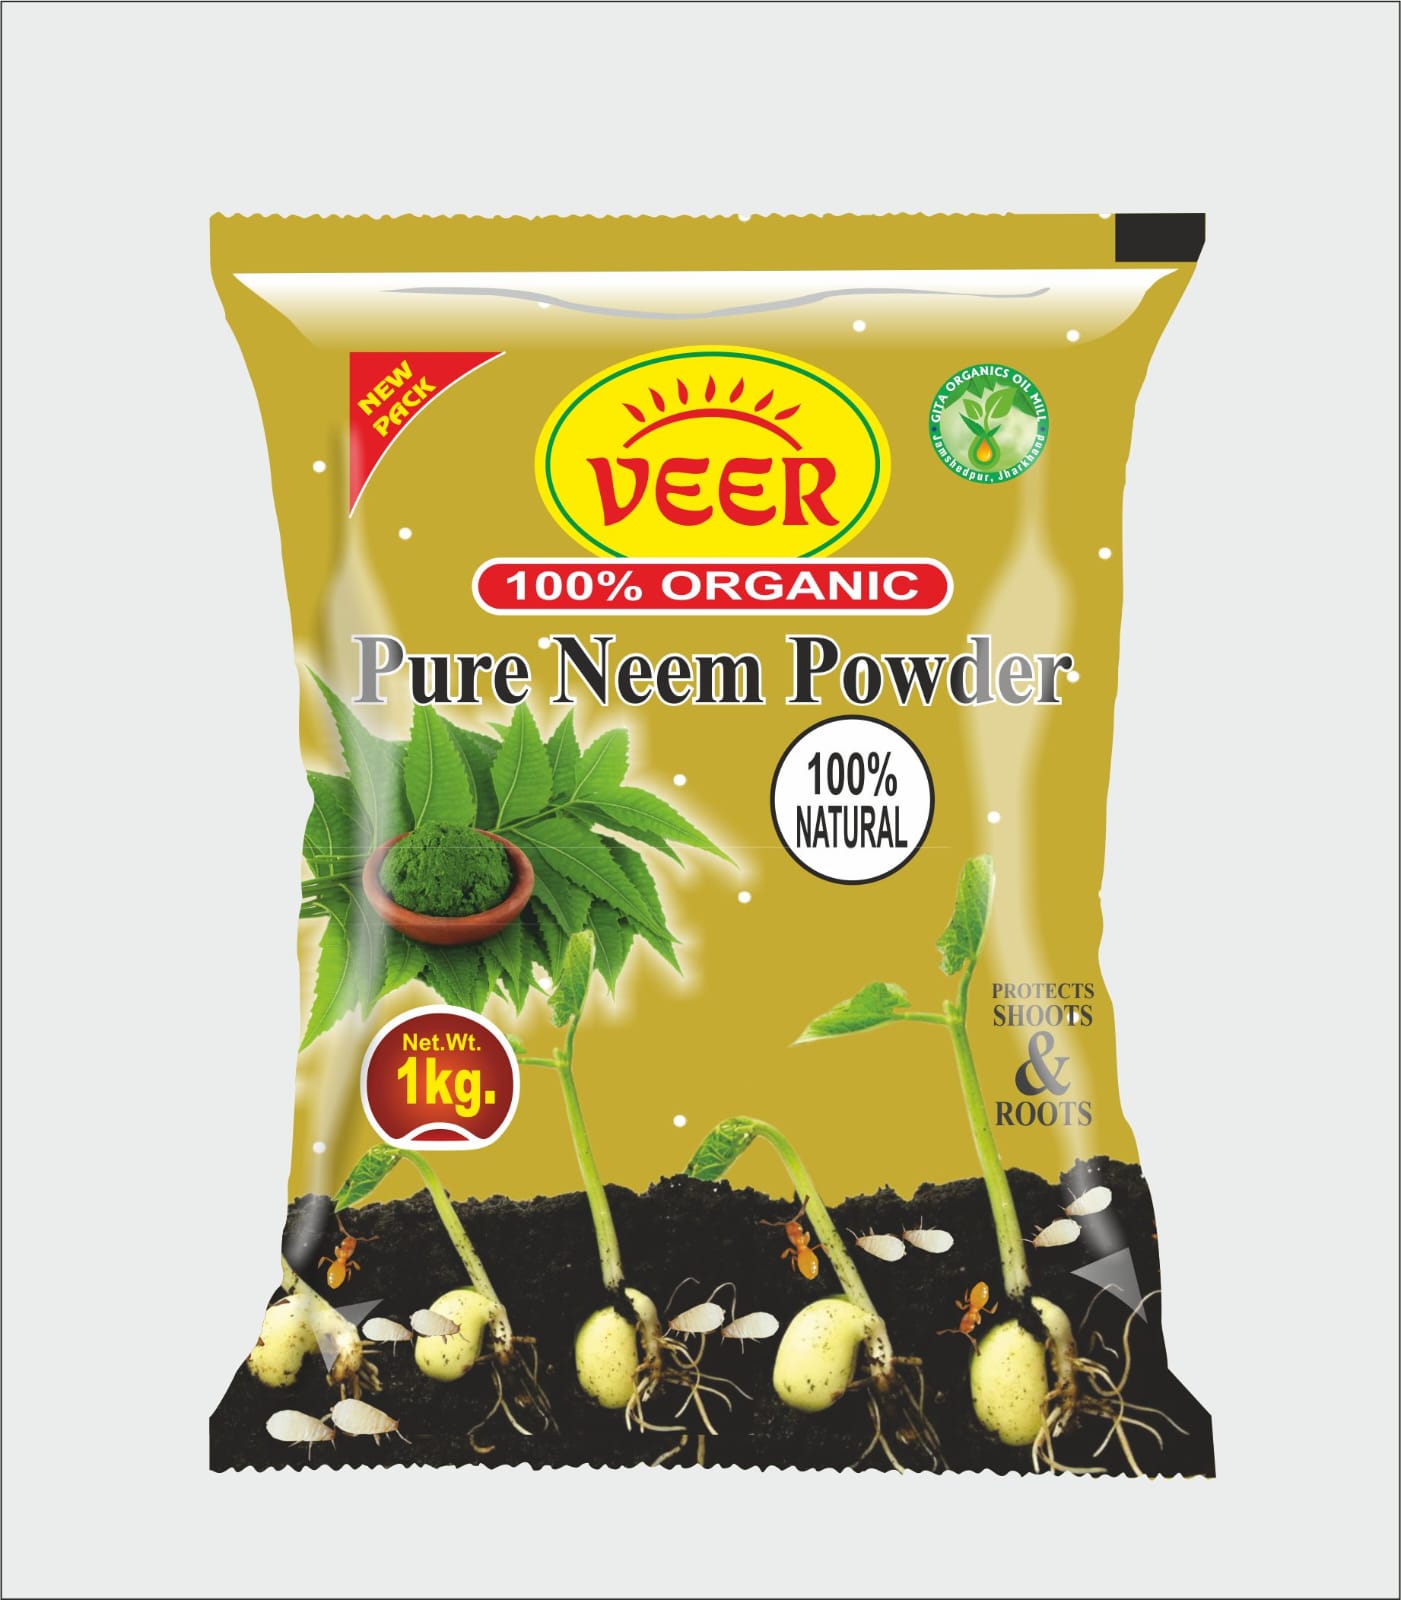 NEW
PACK
VEER
GITA ORGANICS OIL MILL
Jamshedpur, Jharkhand
100% ORGANIC
Pure Neem Powder
100%
NATURAL
PROTECTS
SHOOTS
&
ROOTS
Net.Wt.
1kg.